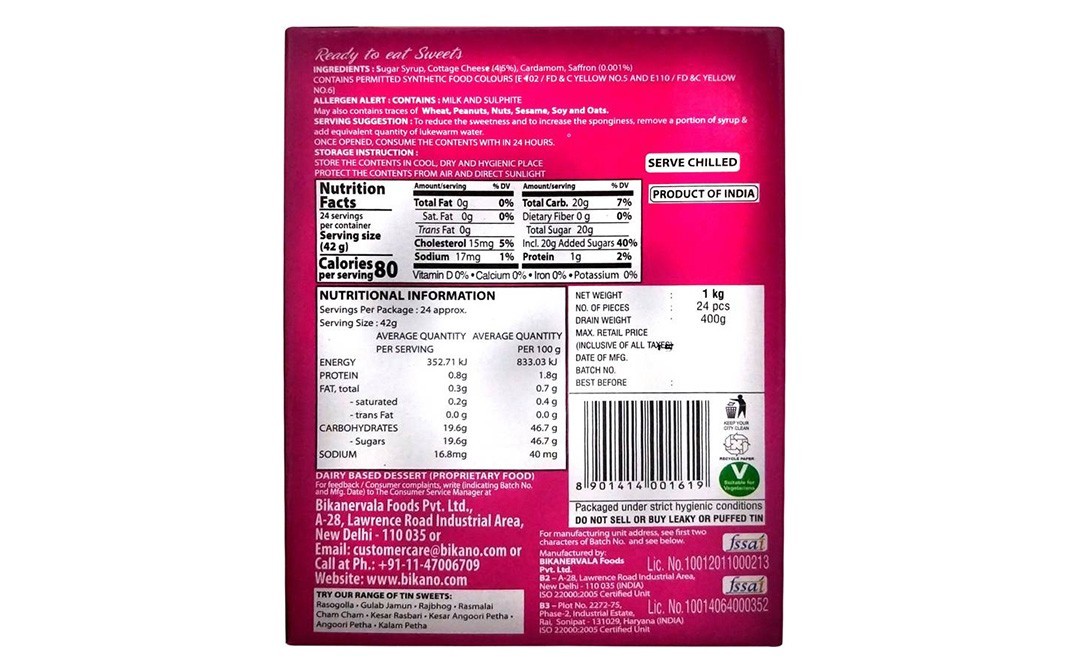 Ready to eat Sweets
INGREDIENTS : Sugar Syrup, Cottage Cheese (45%), Cardamom, Saffron (0.001%)
CONTAINS PERMITTED SYNTHETIC FOOD COLOURS [E 102 / FD & C YELLOW NO.5 AND E110 / FD &C YELLOW
NO.6]
ALLERGEN ALERT : CONTAINS : MILK AND SULPHITE
May also contains traces of Wheat, Peanuts, Nuts, Sesame, Soy and Oats.
SERVING SUGGESTION : To reduce the sweetness and to increase the sponginess, remove a portion of syrup &
add equivalent quantity of lukewarm water.
ONCE OPENED, CONSUME THE CONTENTS WITH IN 24 HOURS.
STORAGE INSTRUCTION :
STORE THE CONTENTS IN COOL, DRY AND HYGIENIC PLACE
PROTECT THE CONTENTS FROM AIR AND DIRECT SUNLIGHT
SERVE CHILLED
PRODUCT OF INDIA
Nutrition
Facts
24 servings
per container
Serving size
(42 g)
Calories
per serving 80
Amount/serving % DV Amount/serving % DV
Total Fat 0g 0% Total Carb. 20g 7%
Sat. Fat 0g 0% Dietary Fiber 0 g 0%
Trans Fat 0g Total Sugar 20g
Cholesterol 15mg 5% Incl. 20g Added Sugars 40%
Sodium 17mg 1% Protein 1g 2%
Vitamin D 0% • Calcium 0% • Iron 0% • Potassium 0%
NUTRITIONAL INFORMATION
Servings Per Package : 24 approx.
Serving Size : 42g
AVERAGE QUANTITY AVERAGE QUANTITY
PER SERVING PER 100 g
ENERGY 352.71 kJ 833.03 kJ
PROTEIN 0.8g 1.8g
FAT, total 0.3g 0.7 g
- saturated 0.2g 0.4 g
- trans Fat 0.0 g 0.0 g
CARBOHYDRATES 19.6g 46.7 g
- Sugars 19.6g 46.7 g
SODIUM 16.8mg 40 mg
NET WEIGHT : 1 kg
NO. OF PIECES : 24 pcs
DRAIN WEIGHT : 400g
MAX. RETAIL PRICE
(INCLUSIVE OF ALL TAXES)
DATE OF MFG.
BATCH NO.
BEST BEFORE :
8 901414 001619
KEEP YOUR
CITY CLEAN
RECYCLE PAPER
V
Suitable for
Vegetarians
Packaged under strict hygienic conditions
DO NOT SELL OR BUY LEAKY OR PUFFED TIN
DAIRY BASED DESSERT (PROPRIETARY FOOD)
For feedback / Consumer complaints, write (indicating Batch No.
and Mfg. Date) to The Consumer Service Manager at
Bikanervala Foods Pvt. Ltd.,
A-28, Lawrence Road Industrial Area,
New Delhi - 110 035 or
Email: customercare@bikano.com or
Call at Ph.: +91-11-47006709
Website: www.bikano.com
TRY OUR RANGE OF TIN SWEETS:
Rasogolla • Gulab Jamun • Rajbhog • Rasmalai
Cham Cham • Kesar Rasbari • Kesar Angoori Petha •
Angoori Petha • Kalam Petha
For manufacturing unit address, see first two
characters of Batch No. and see below.
Manufactured by:
BIKANERVALA Foods
Pvt. Ltd.
B2 – A-28, Lawrence Road Industrial Area,
New Delhi - 110 035 (INDIA)
ISO 22000:2005 Certified Unit
B3 – Plot No. 2272-75,
Phase-2, Industrial Estate,
Rai, Sonipat - 131029, Haryana (INDIA)
ISO 22000:2005 Certified Unit
fssai
Lic. No.10012011000213
fssai
Lic. No.10014064000352